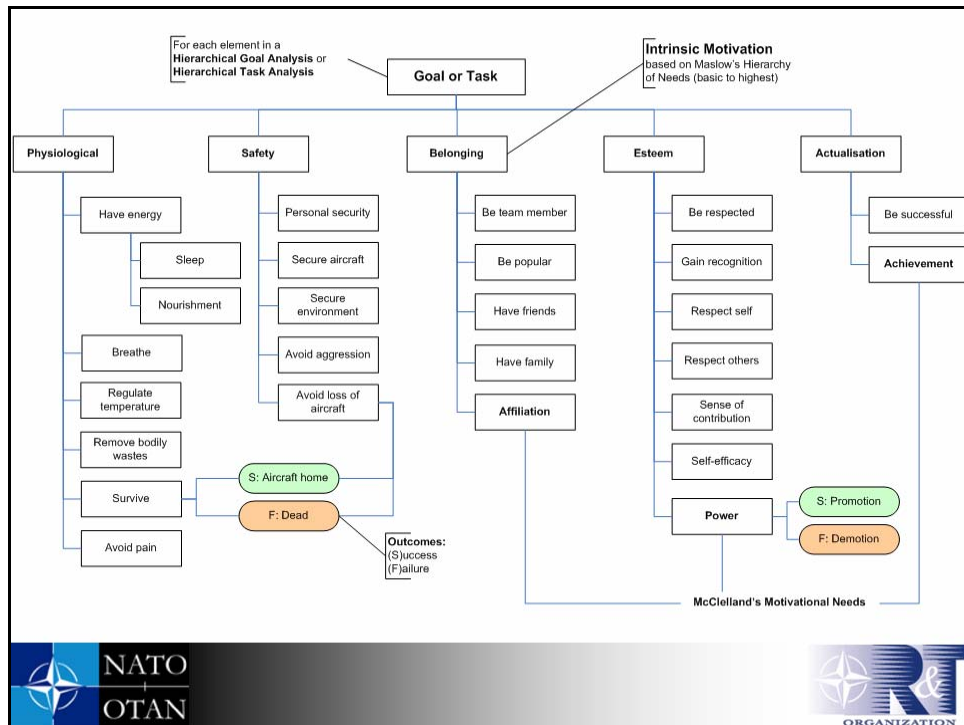 For each element in a
Hierarchical Goal Analysis or
Hierarchical Task Analysis
Goal or Task
Intrinsic Motivation
based on Maslow's Hierarchy
of Needs (basic to highest)
Physiological
Safety
Belonging
Esteem
Actualisation
Have energy
Sleep
Nourishment
Breathe
Regulate
temperature
Remove bodily
wastes
Survive
Avoid pain
Personal security
Secure aircraft
Secure
environment
Avoid aggression
Avoid loss of
aircraft
S: Aircraft home
F: Dead
Outcomes:
(S)uccess
(F)ailure
Be team member
Be popular
Have friends
Have family
Affiliation
Be respected
Gain recognition
Respect self
Respect others
Sense of
contribution
Self-efficacy
Power
S: Promotion
F: Demotion
Be successful
Achievement
McClelland's Motivational Needs
NATO
OTAN
R&T
ORGANIZATION